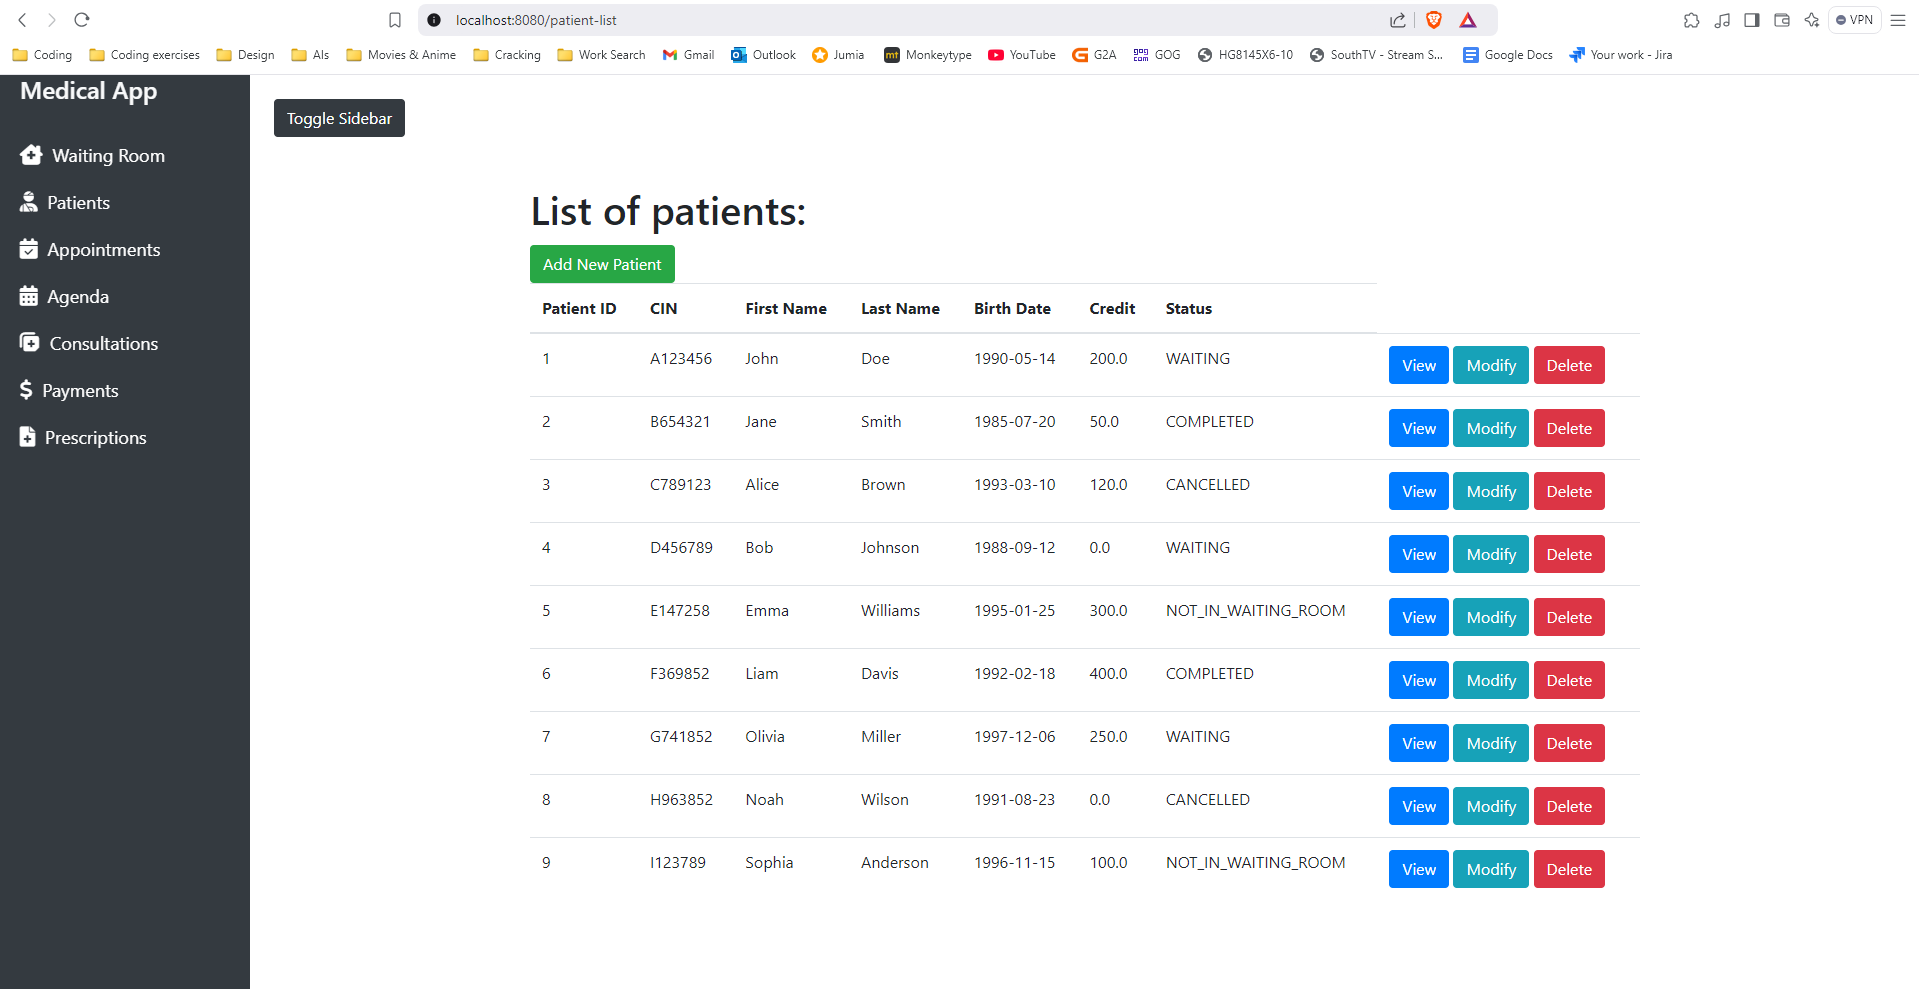 localhost:8080/patient-list
VPN
Coding Coding exercises Design AIs Movies & Anime Cracking Work Search Gmail Outlook Jumia mt Monkeytype YouTube G2A GOG HG8145X6-10 SouthTV - Stream S... Google Docs Your work - Jira
Medical App
Toggle Sidebar
Waiting Room
Patients
Appointments
Agenda
Consultations
Payments
Prescriptions
List of patients:
Add New Patient
Patient ID CIN First Name Last Name Birth Date Credit Status
1 A123456 John Doe 1990-05-14 200.0 WAITING View Modify Delete
2 B654321 Jane Smith 1985-07-20 50.0 COMPLETED View Modify Delete
3 C789123 Alice Brown 1993-03-10 120.0 CANCELLED View Modify Delete
4 D456789 Bob Johnson 1988-09-12 0.0 WAITING View Modify Delete
5 E147258 Emma Williams 1995-01-25 300.0 NOT_IN_WAITING_ROOM View Modify Delete
6 F369852 Liam Davis 1992-02-18 400.0 COMPLETED View Modify Delete
7 G741852 Olivia Miller 1997-12-06 250.0 WAITING View Modify Delete
8 H963852 Noah Wilson 1991-08-23 0.0 CANCELLED View Modify Delete
9 I123789 Sophia Anderson 1996-11-15 100.0 NOT_IN_WAITING_ROOM View Modify Delete